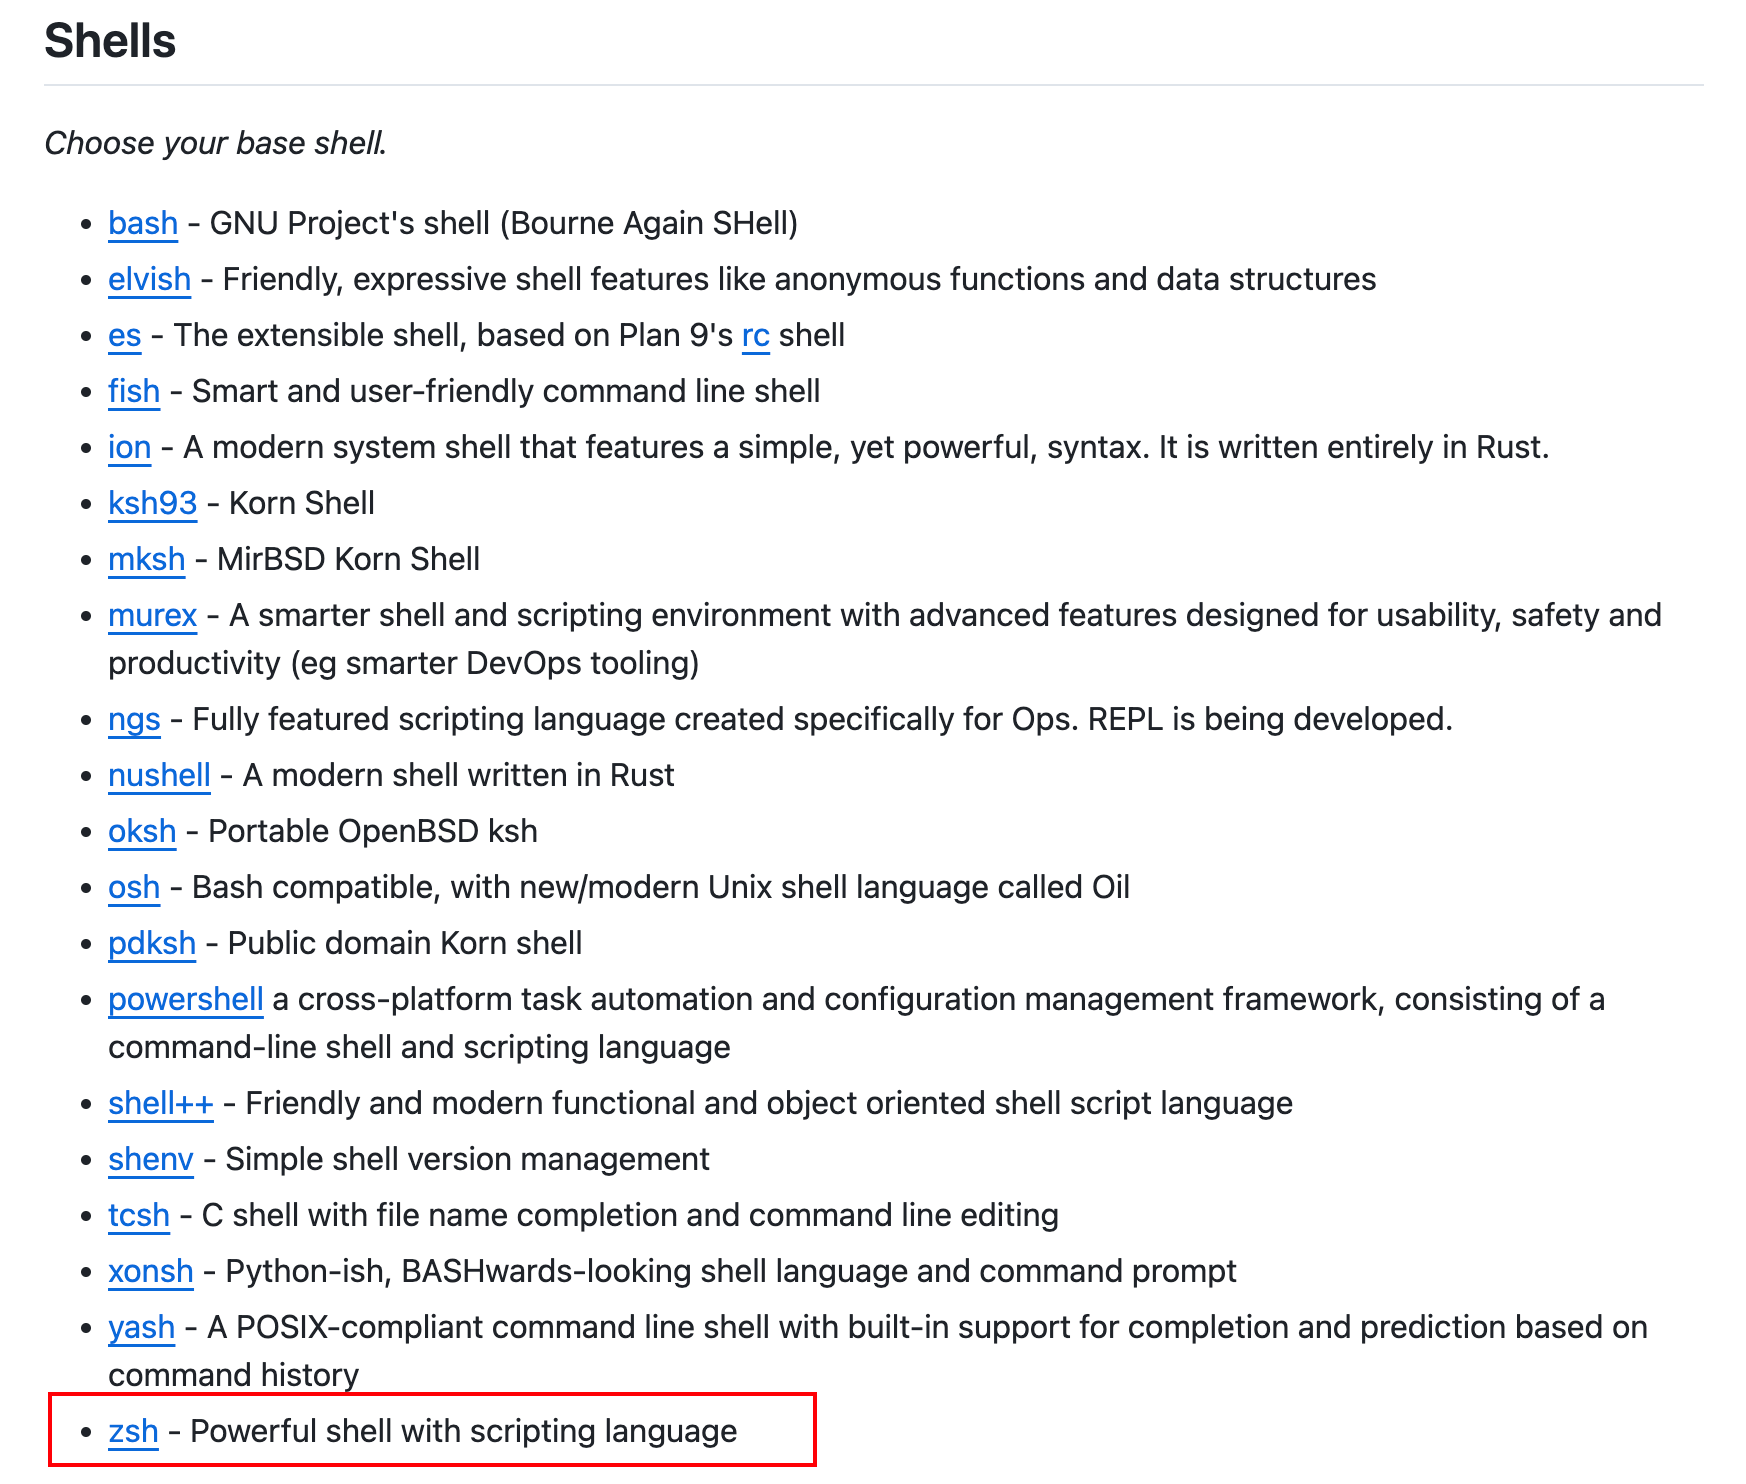 Shells
Choose your base shell.
bash - GNU Project's shell (Bourne Again SHell)
elvish - Friendly, expressive shell features like anonymous functions and data structures
es - The extensible shell, based on Plan 9's rc shell
fish - Smart and user-friendly command line shell
ion - A modern system shell that features a simple, yet powerful, syntax. It is written entirely in Rust.
ksh93 - Korn Shell
mksh - MirBSD Korn Shell
murex - A smarter shell and scripting environment with advanced features designed for usability, safety and
productivity (eg smarter DevOps tooling)
ngs - Fully featured scripting language created specifically for Ops. REPL is being developed.
nushell - A modern shell written in Rust
oksh - Portable OpenBSD ksh
osh - Bash compatible, with new/modern Unix shell language called Oil
pdksh - Public domain Korn shell
powershell a cross-platform task automation and configuration management framework, consisting of a
command-line shell and scripting language
shell++ - Friendly and modern functional and object oriented shell script language
shenv - Simple shell version management
tcsh - C shell with file name completion and command line editing
xonsh - Python-ish, BASHwards-looking shell language and command prompt
yash - A POSIX-compliant command line shell with built-in support for completion and prediction based on
command history
zsh - Powerful shell with scripting language